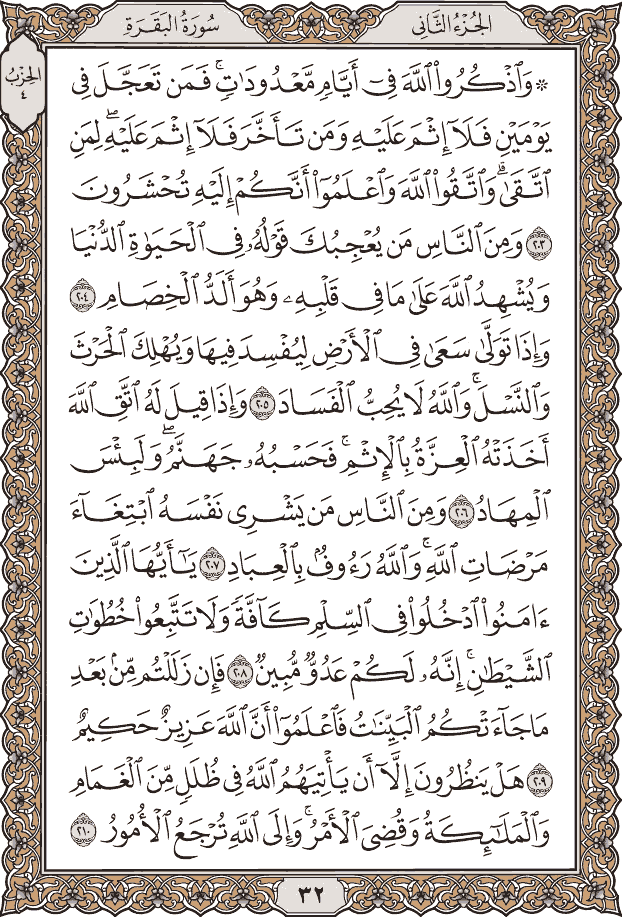 الجُزْءُ الثَّانِي
سُورَةُ البَقَرَةِ
الحِزْبُ
٤
۞ وَٱذْكُرُوا۟ ٱللَّهَ فِىٓ أَيَّامٍ مَّعْدُودَٰتٍ ۚ فَمَن تَعَجَّلَ فِى
يَوْمَيْنِ فَلَآ إِثْمَ عَلَيْهِ وَمَن تَأَخَّرَ فَلَآ إِثْمَ عَلَيْهِ ۖ لِمَنِ
ٱتَّقَىٰ ۗ وَٱتَّقُوا۟ ٱللَّهَ وَٱعْلَمُوٓا۟ أَنَّكُمْ إِلَيْهِ تُحْشَرُونَ
٢٠٣ وَمِنَ ٱلنَّاسِ مَن يُعْجِبُكَ قَوْلُهُۥ فِى ٱلْحَيَوٰةِ ٱلدُّنْيَا
وَيُشْهِدُ ٱللَّهَ عَلَىٰ مَا فِى قَلْبِهِۦ وَهُوَ أَلَدُّ ٱلْخِصَامِ ٢٠٤
وَإِذَا تَوَلَّىٰ سَعَىٰ فِى ٱلْأَرْضِ لِيُفْسِدَ فِيهَا وَيُهْلِكَ ٱلْحَرْثَ
وَٱلنَّسْلَ ۗ وَٱللَّهُ لَا يُحِبُّ ٱلْفَسَادَ ٢٠٥ وَإِذَا قِيلَ لَهُ ٱتَّقِ ٱللَّهَ
أَخَذَتْهُ ٱلْعِزَّةُ بِٱلْإِثْمِ ۚ فَحَسْبُهُۥ جَهَنَّمُ ۖ وَلَبِئْسَ
ٱلْمِهَادُ ٢٠٦ وَمِنَ ٱلنَّاسِ مَن يَشْرِى نَفْسَهُ ٱبْتِغَآءَ
مَرْضَاتِ ٱللَّهِ ۗ وَٱللَّهُ رَءُوفٌۢ بِٱلْعِبَادِ ٢٠٧ يَٰٓأَيُّهَا ٱلَّذِينَ
ءَامَنُوا۟ ٱدْخُلُوا۟ فِى ٱلسِّلْمِ كَآفَّةً وَلَا تَتَّبِعُوا۟ خُطُوَٰتِ
ٱلشَّيْطَٰنِ ۚ إِنَّهُۥ لَكُمْ عَدُوٌّ مُّبِينٌ ٢٠٨ فَإِن زَلَلْتُم مِّنۢ بَعْدِ
مَا جَآءَتْكُمُ ٱلْبَيِّنَٰتُ فَٱعْلَمُوٓا۟ أَنَّ ٱللَّهَ عَزِيزٌ حَكِيمٌ
٢٠٩ هَلْ يَنظُرُونَ إِلَّآ أَن يَأْتِيَهُمُ ٱللَّهُ فِى ظُلَلٍ مِّنَ ٱلْغَمَامِ
وَٱلْمَلَٰٓئِكَةُ وَقُضِىَ ٱلْأَمْرُ ۚ وَإِلَى ٱللَّهِ تُرْجَعُ ٱلْأُمُورُ ٢١٠
٣٢